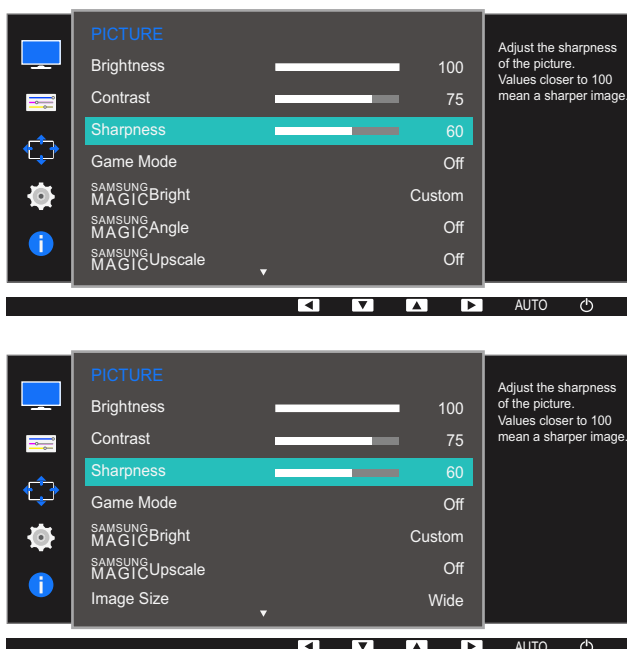 PICTURE
Brightness 100
Contrast 75
Sharpness 60
Game Mode Off
SAMSUNG
MAGICBright Custom
SAMSUNG
MAGICAngle Off
SAMSUNG
MAGICUpscale Off
Adjust the sharpness
of the picture.
Values closer to 100
mean a sharper image.
AUTO
PICTURE
Brightness 100
Contrast 75
Sharpness 60
Game Mode Off
SAMSUNG
MAGICBright Custom
SAMSUNG
MAGICUpscale Off
Image Size Wide
Adjust the sharpness
of the picture.
Values closer to 100
mean a sharper image.
AUTO